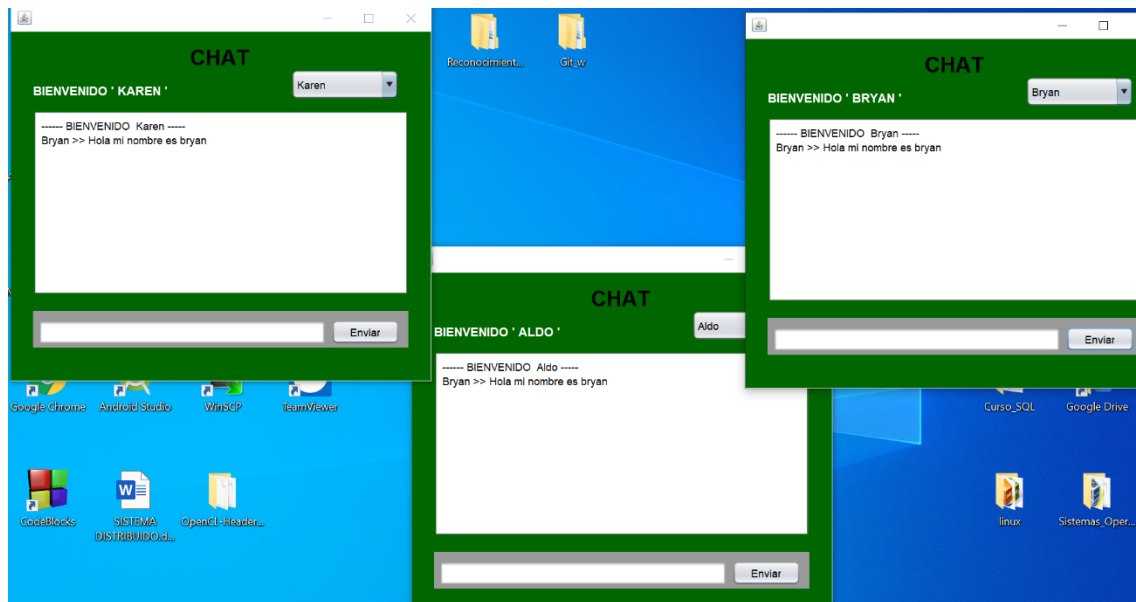 CHAT
BIENVENIDO ' KAREN '
Karen
------ BIENVENIDO Karen -----
Bryan >> Hola mi nombre es bryan
Enviar
Reconocimient...
Git_w
CHAT
BIENVENIDO ' BRYAN '
Bryan
------ BIENVENIDO Bryan -----
Bryan >> Hola mi nombre es bryan
Enviar
CHAT
BIENVENIDO ' ALDO '
Aldo
------ BIENVENIDO Aldo -----
Bryan >> Hola mi nombre es bryan
Enviar
Google Chrome
Android Studio
WinSCP
TeamViewer
Curso_SQL
Google Drive
CodeBlocks
SISTEMA
DISTRIBUIDO.d...
OpenCL-Header...
linux
Sistemas_Oper...